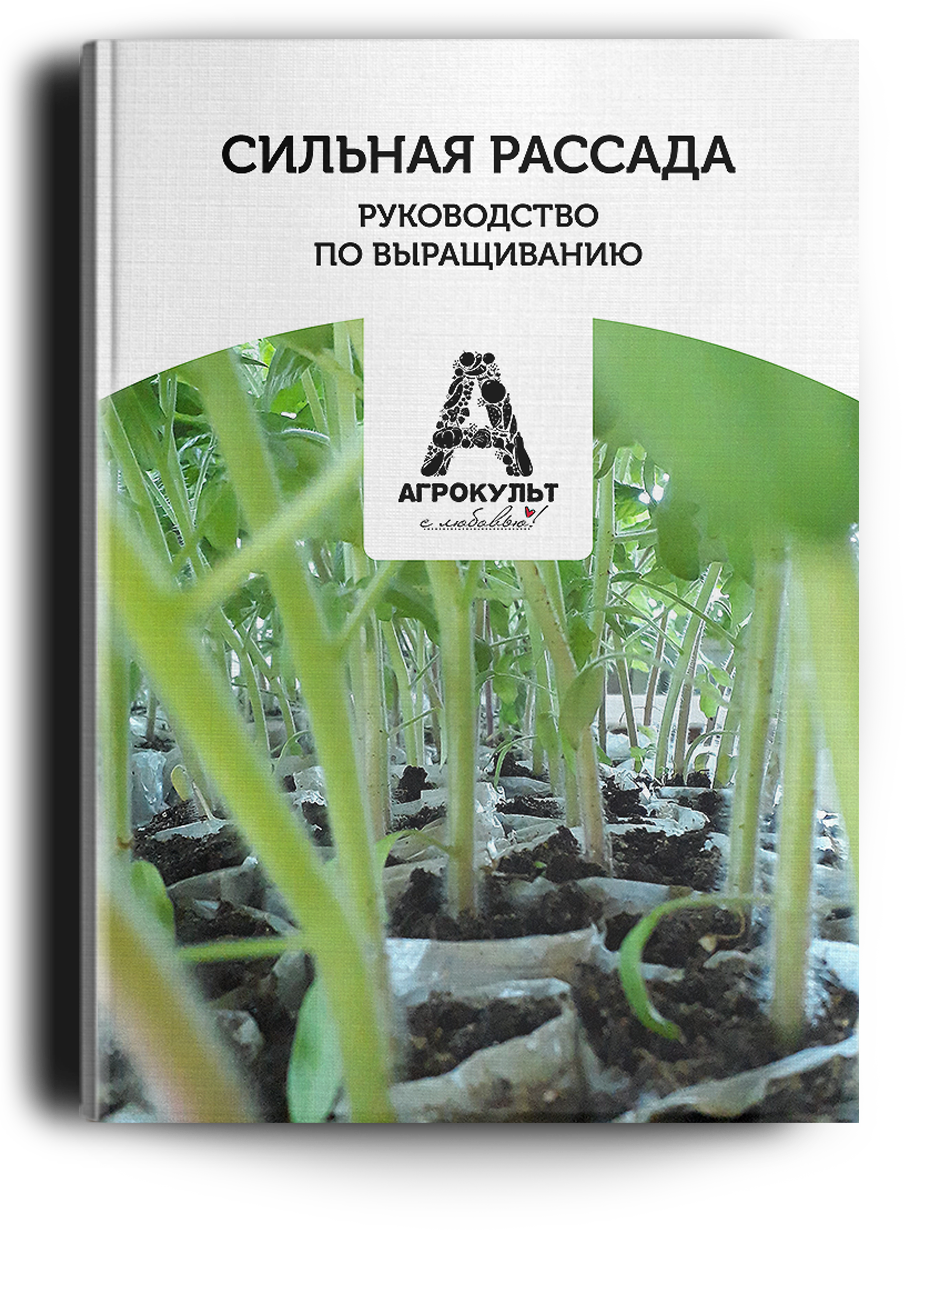 СИЛЬНАЯ РАССАДА
РУКОВОДСТВО
ПО ВЫРАЩИВАНИЮ
АГРОКУЛЬТ
с любовью!